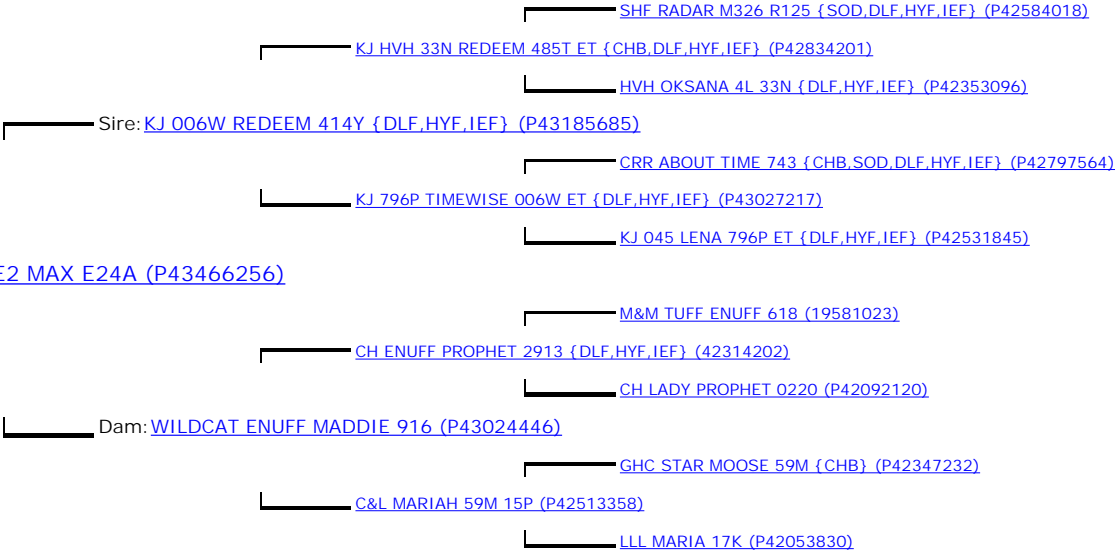 SHF RADAR M326 R125 {SOD,DLF,HYF,IEF} (P42584018)
KJ HVH 33N REDEEM 485T ET {CHB,DLF,HYF,IEF} (P42834201)
HVH OKSANA 4L 33N {DLF,HYF,IEF} (P42353096)
Sire: KJ 006W REDEEM 414Y {DLF,HYF,IEF} (P43185685)
CRR ABOUT TIME 743 {CHB,SOD,DLF,HYF,IEF} (P42797564)
KJ 796P TIMEWISE 006W ET {DLF,HYF,IEF} (P43027217)
KJ 045 LENA 796P ET {DLF,HYF,IEF} (P42531845)
E2 MAX E24A (P43466256)
M&M TUFF ENUFF 618 (19581023)
CH ENUFF PROPHET 2913 {DLF,HYF,IEF} (42314202)
CH LADY PROPHET 0220 (P42092120)
Dam: WILDCAT ENUFF MADDIE 916 (P43024446)
GHC STAR MOOSE 59M {CHB} (P42347232)
C&L MARIAH 59M 15P (P42513358)
LLL MARIA 17K (P42053830)